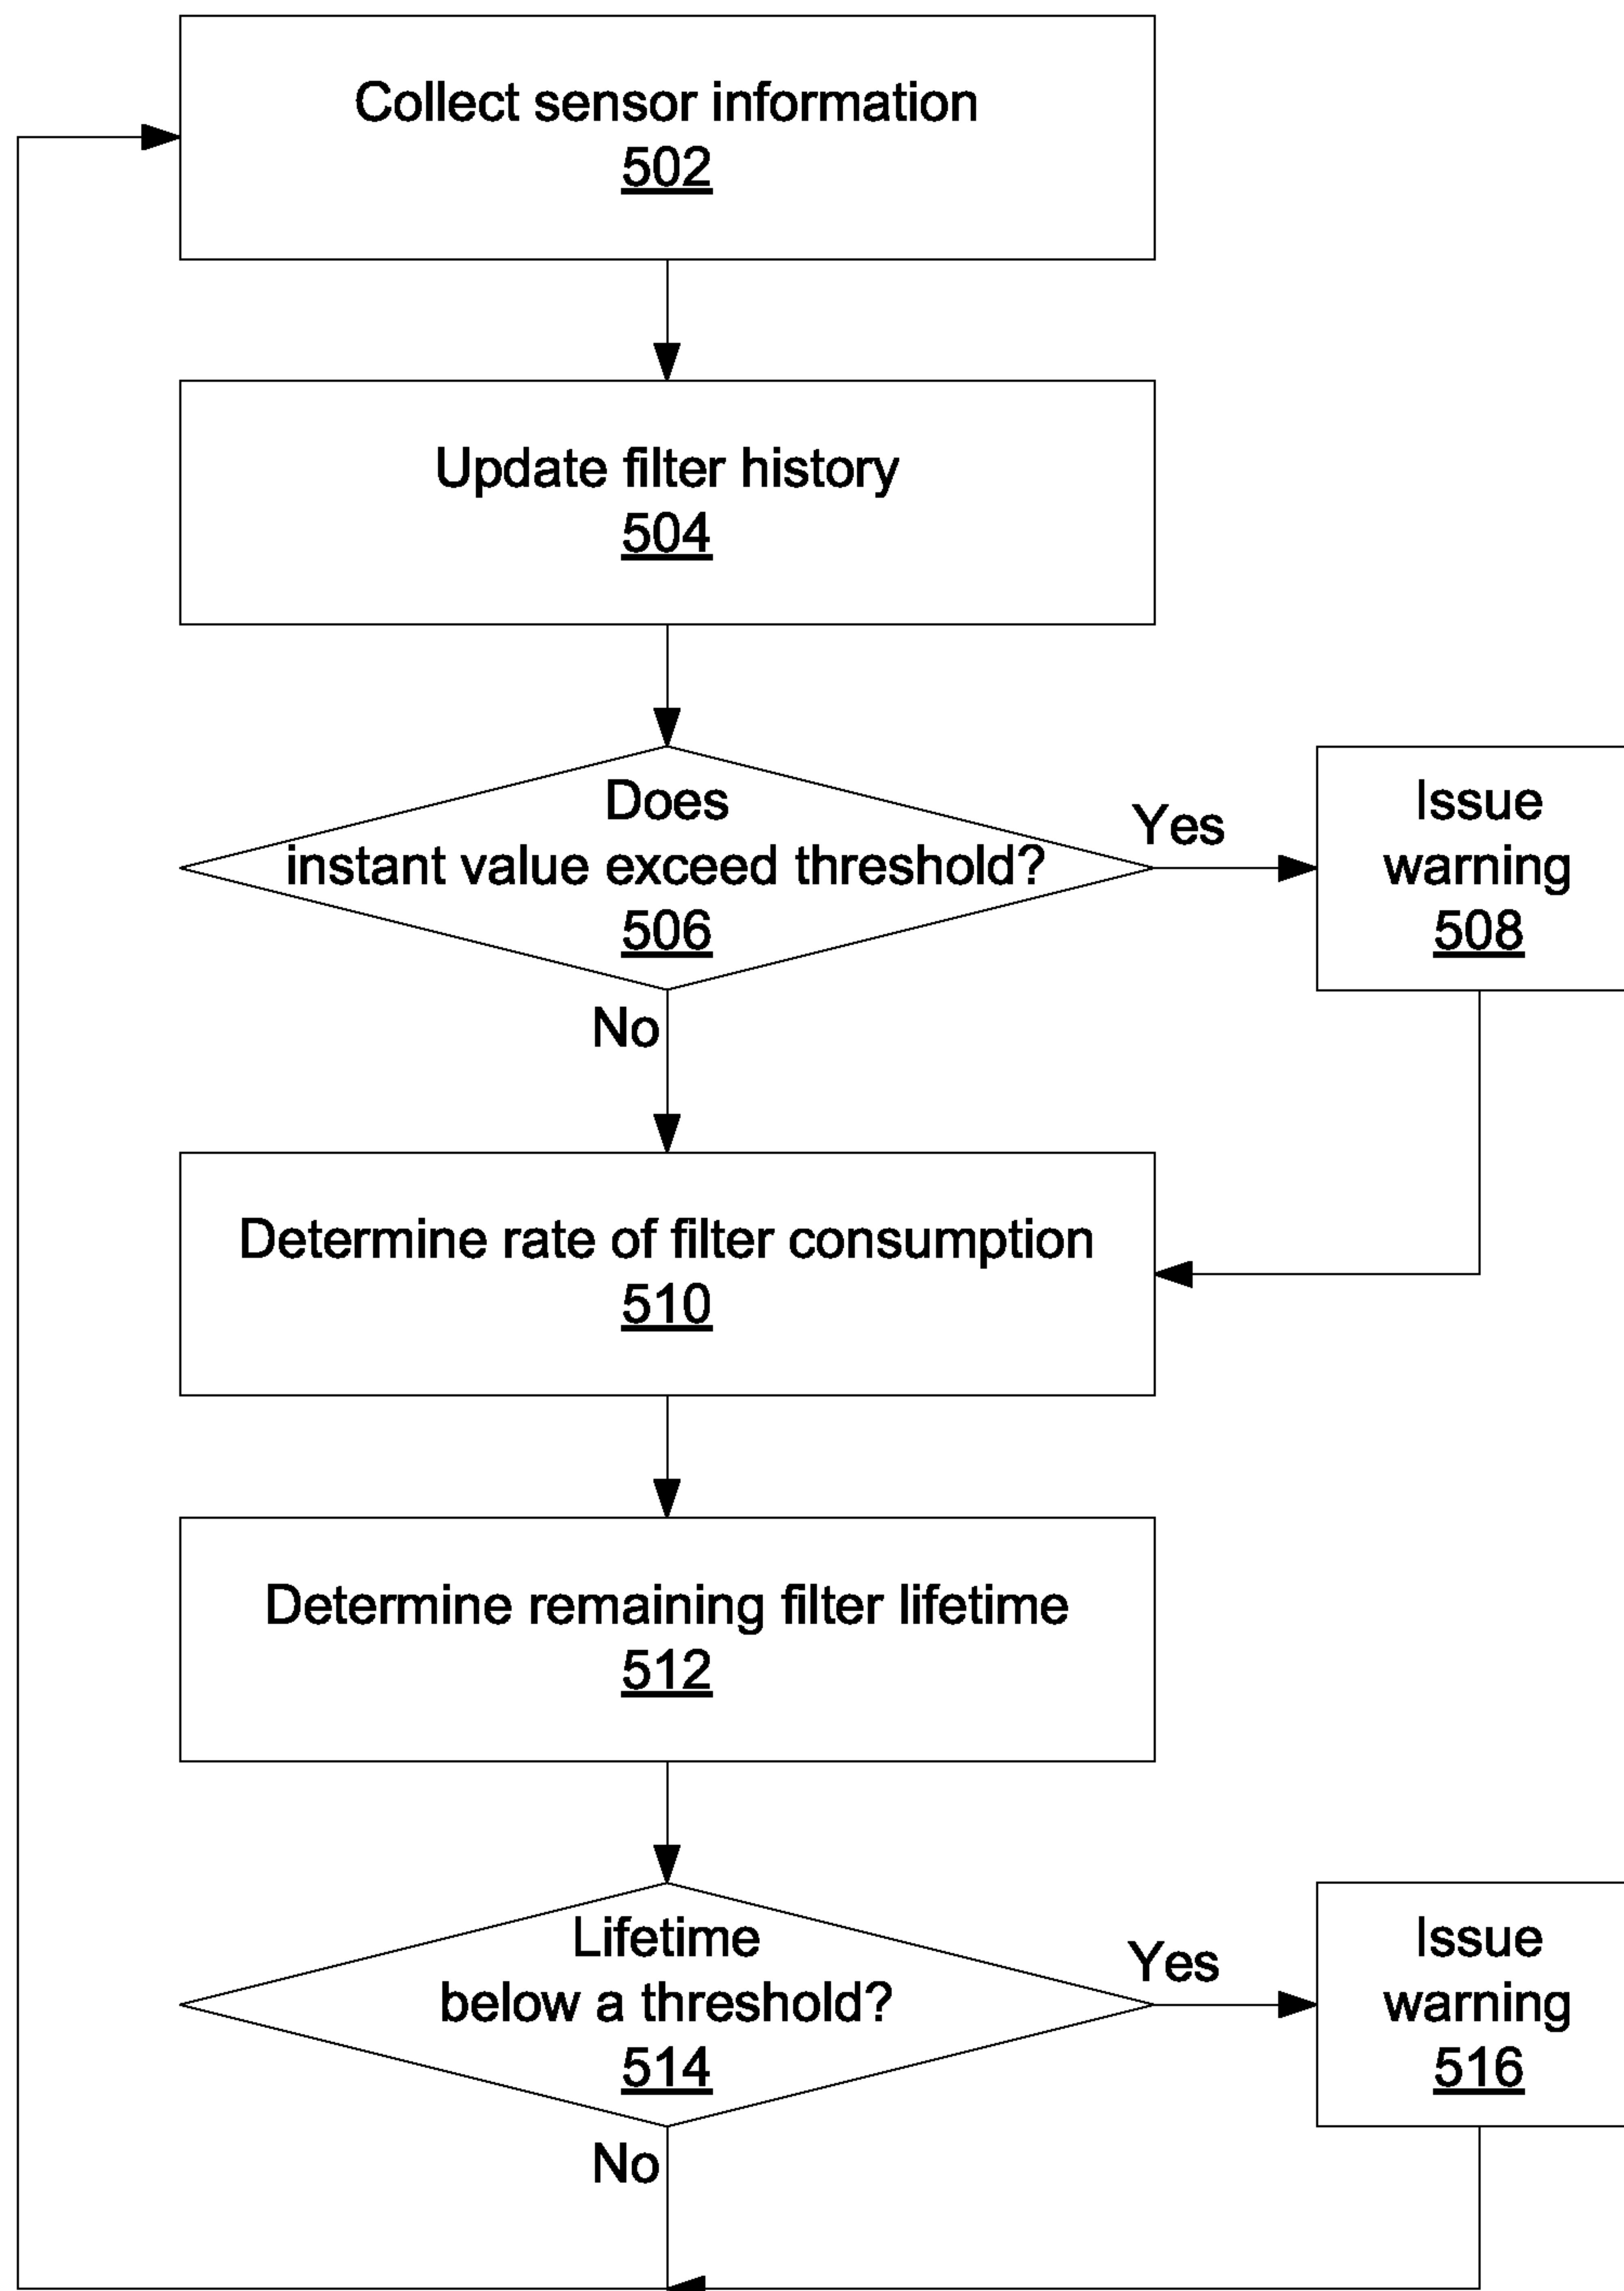 Collect sensor information
502
Update filter history
504
Does
instant value exceed threshold?
506
Yes
Issue
warning
508
No
Determine rate of filter consumption
510
Determine remaining filter lifetime
512
Lifetime
below a threshold?
514
Yes
Issue
warning
516
No